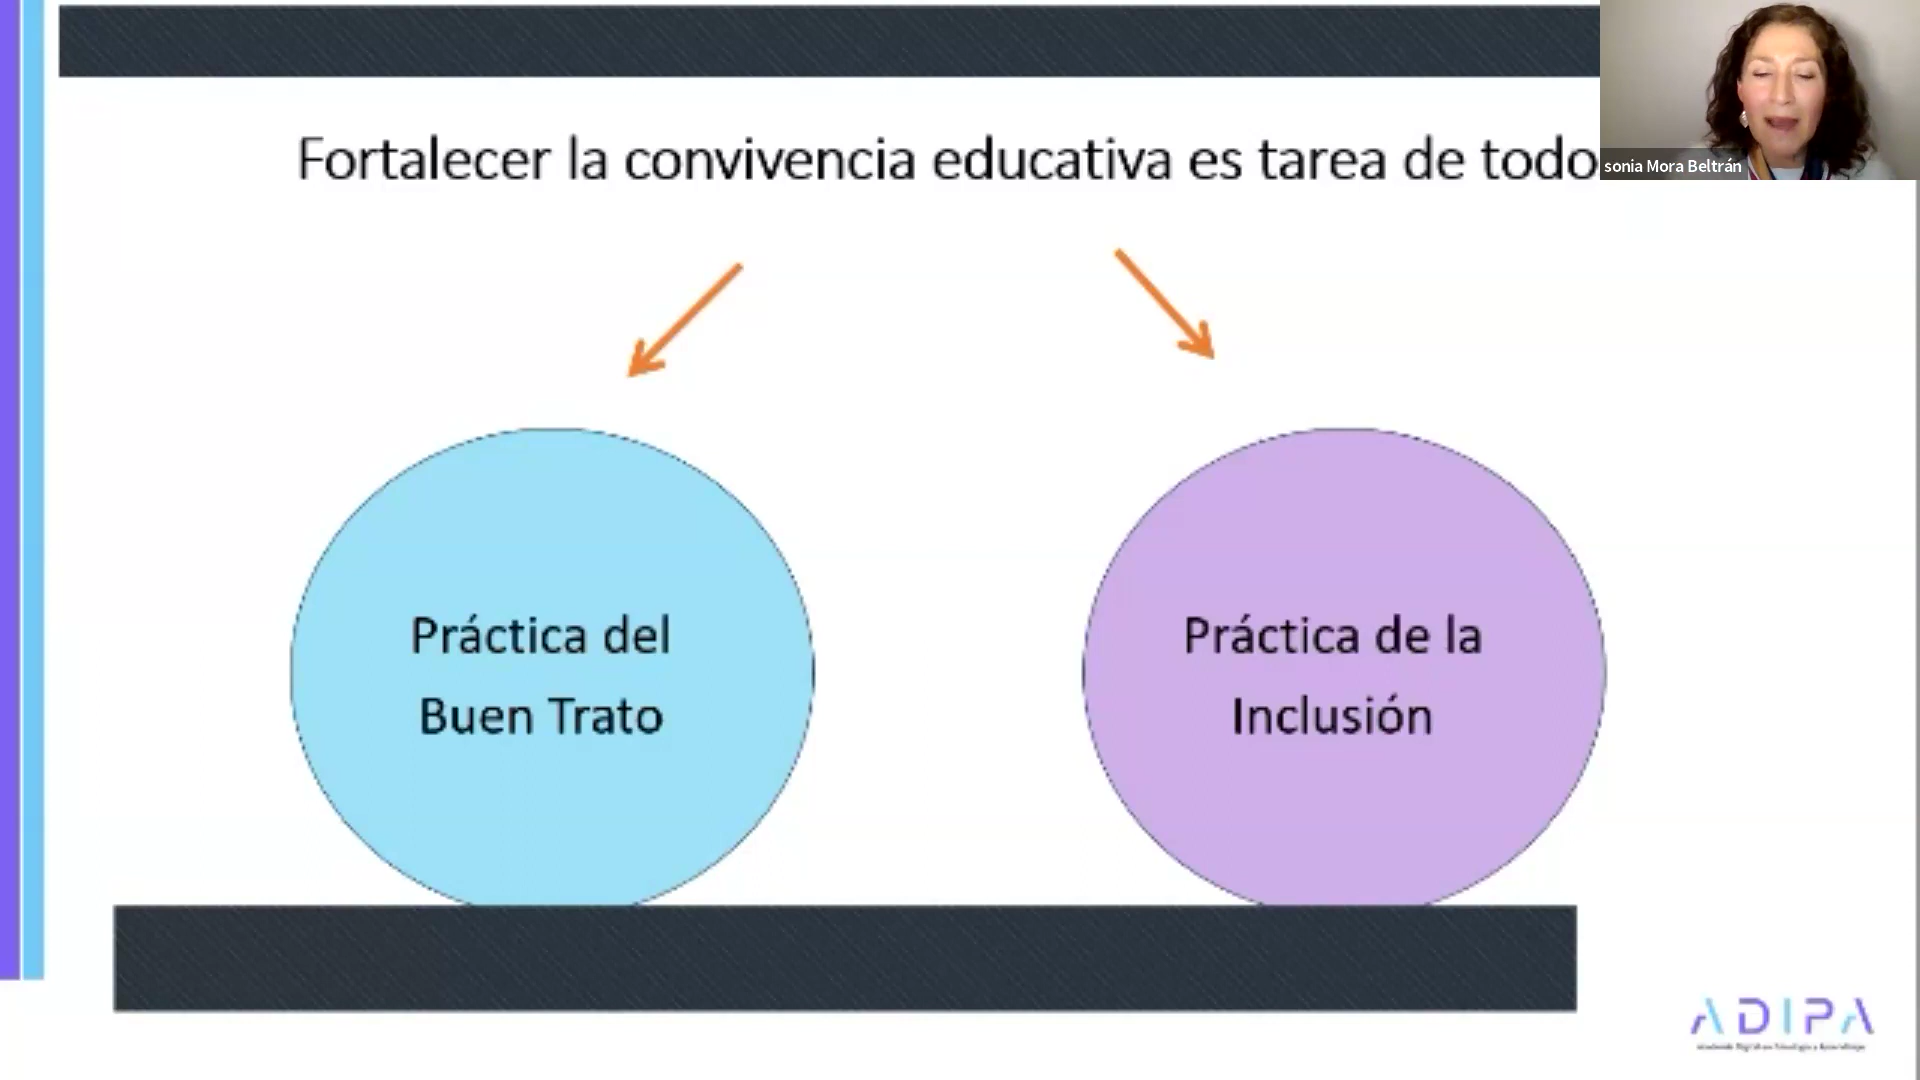 Fortalecer la convivencia educativa es tarea de todo
sonia Mora Beltrán
Práctica del
Buen Trato
Práctica de la
Inclusión
ADIPA